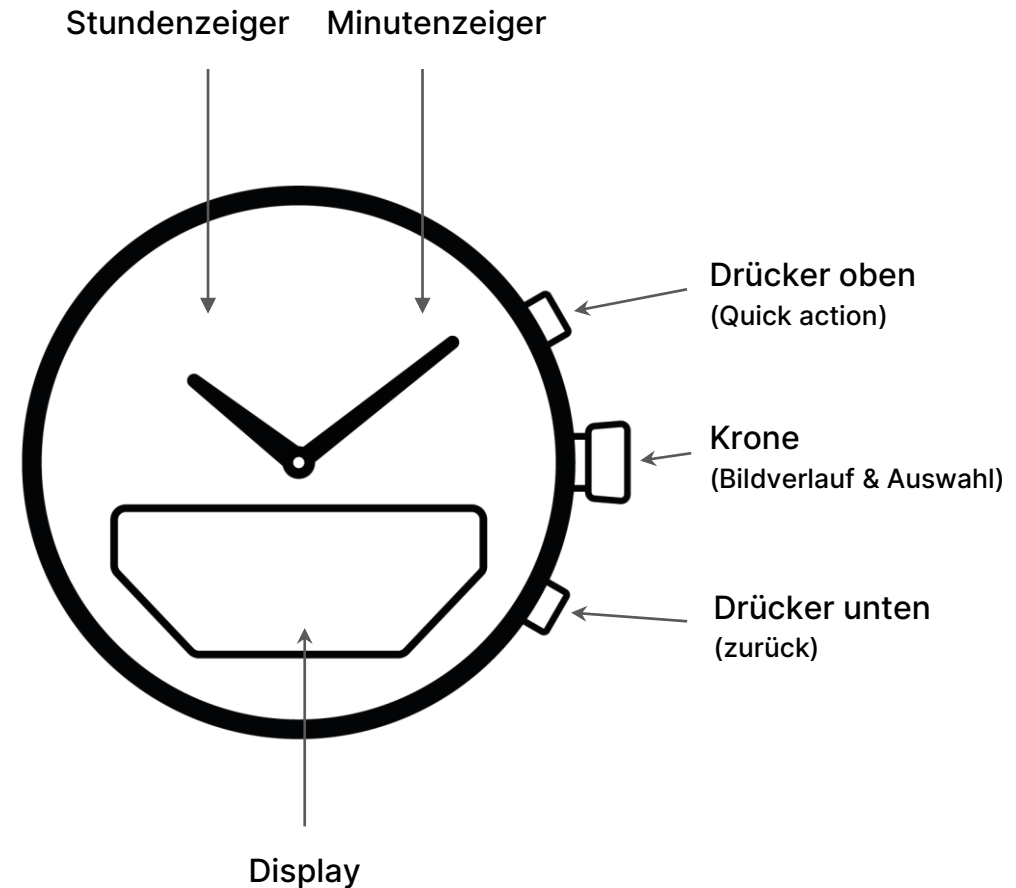 Stundenzeiger Minutenzeiger
Drücker oben
(Quick action)
Krone
(Bildverlauf & Auswahl)
Drücker unten
(zurück)
Display